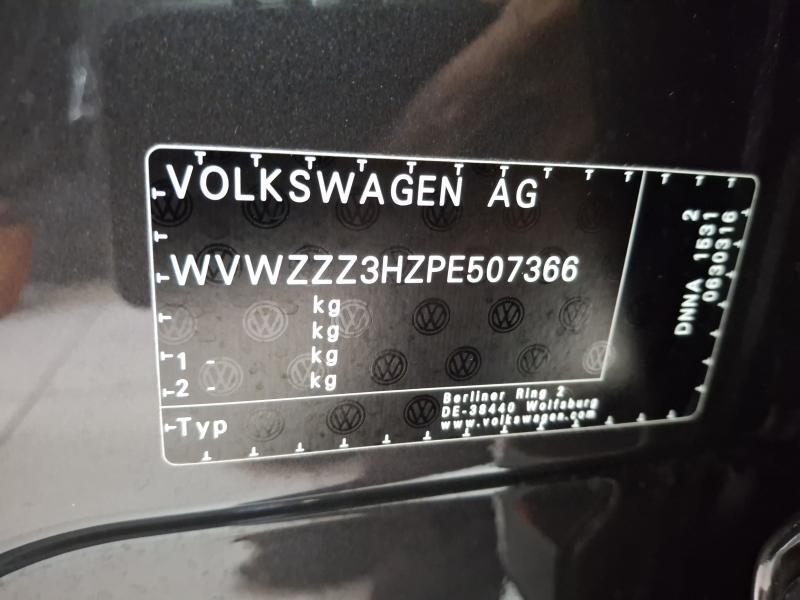 VOLKSWAGEN AG
WVWZZZ3HZPE507366
kg
kg
1 - kg
2 - kg
Typ
Berliner Ring 2
DE-38440 Wolfsburg
www.volkswagen.com
2
DNNA 1531
0630316